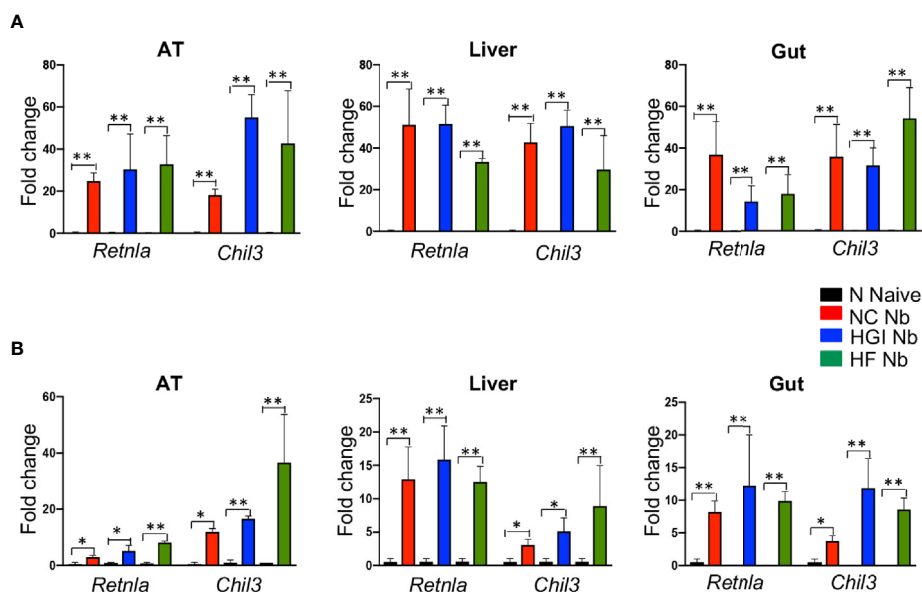 A
AT
Liver
Gut
Fold change
80
60
40
20
0
** ** ** ** ** **
Retnla Chil3
Fold change
80
60
40
20
0
** ** ** ** ** **
Retnla Chil3
Fold change
80
60
40
20
0
** ** ** ** ** **
Retnla Chil3
N Naive
NC Nb
HGI Nb
HF Nb
B
AT
Liver
Gut
Fold change
60
40
20
0
* * ** * ** **
Retnla Chil3
Fold change
25
20
15
10
5
0
** ** ** * * **
Retnla Chil3
Fold change
25
20
15
10
5
0
** ** ** * ** **
Retnla Chil3